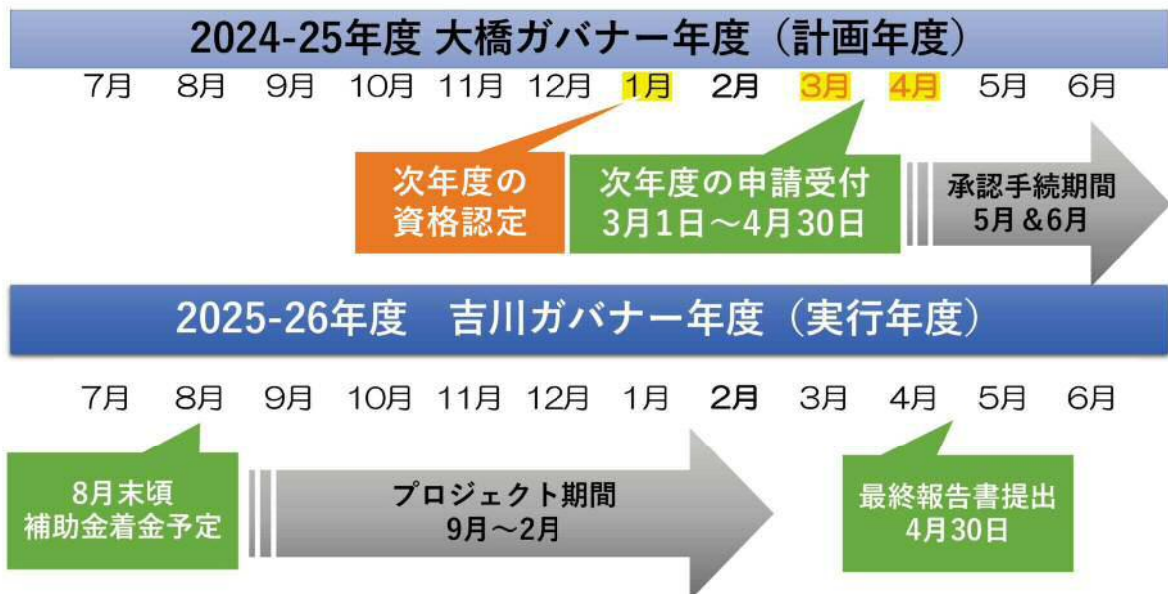 2024-25年度 大橋ガバナー年度（計画年度）
7月 8月 9月 10月 11月 12月 1月 2月 3月 4月 5月 6月
次年度の
資格認定
次年度の申請受付
3月1日～4月30日
承認手続期間
5月&6月
2025-26年度　吉川ガバナー年度（実行年度）
7月 8月 9月 10月 11月 12月 1月 2月 3月 4月 5月 6月
8月末頃
補助金着金予定
プロジェクト期間
9月～2月
最終報告書提出
4月30日